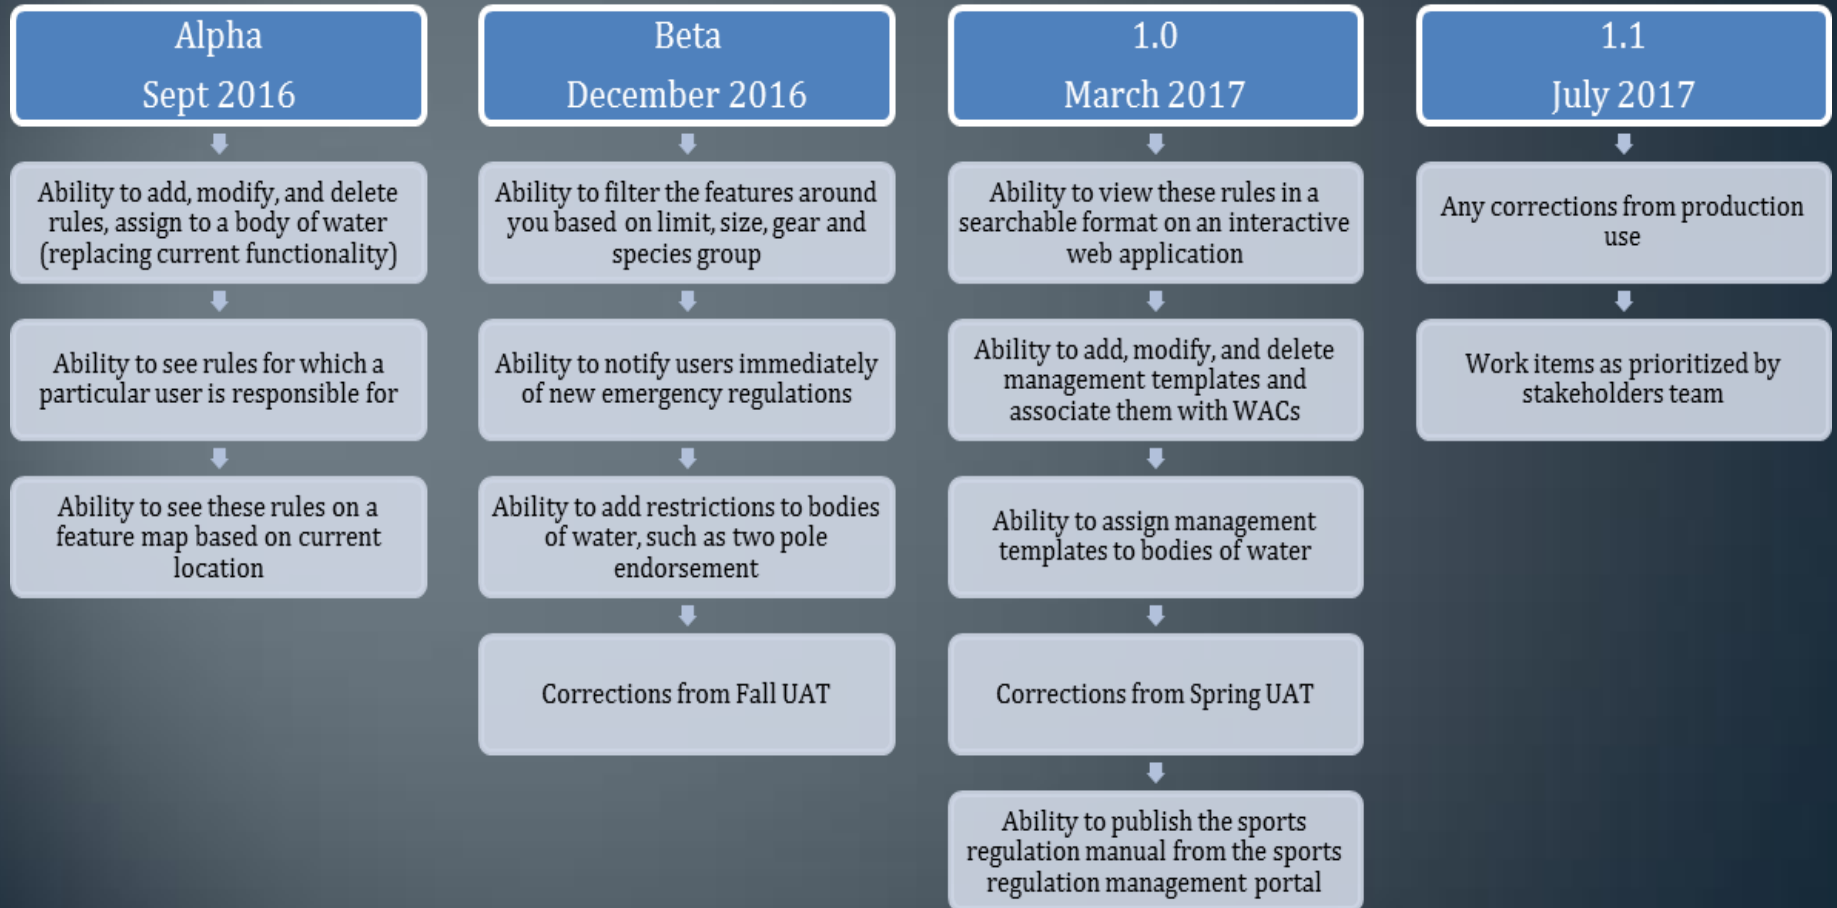 Alpha
Sept 2016
Ability to add, modify, and delete
rules, assign to a body of water
(replacing current functionality)
Ability to see rules for which a
particular user is responsible for
Ability to see these rules on a
feature map based on current
location
Beta
December 2016
Ability to filter the features around
you based on limit, size, gear and
species group
Ability to notify users immediately
of new emergency regulations
Ability to add restrictions to bodies
of water, such as two pole
endorsement
Corrections from Fall UAT
1.0
March 2017
Ability to view these rules in a
searchable format on an interactive
web application
Ability to add, modify, and delete
management templates and
associate them with WACs
Ability to assign management
templates to bodies of water
Corrections from Spring UAT
Ability to publish the sports
regulation manual from the sports
regulation management portal
1.1
July 2017
Any corrections from production
use
Work items as prioritized by
stakeholders team